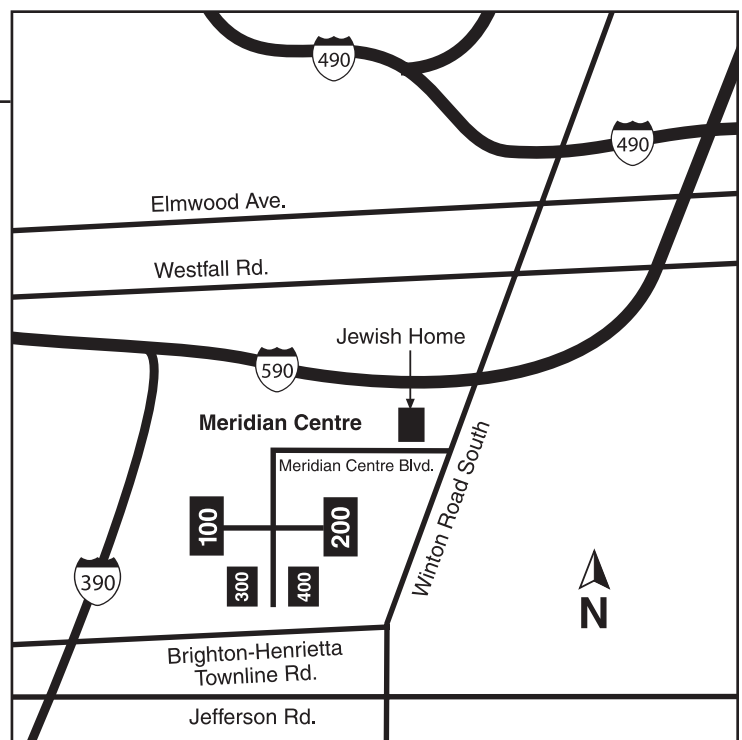 490
490
Elmwood Ave.
Westfall Rd.
Jewish Home
590
Meridian Centre
Meridian Centre Blvd.
Winton Road South
100
200
300
400
390
N
Brighton-Henrietta
Townline Rd.
Jefferson Rd.